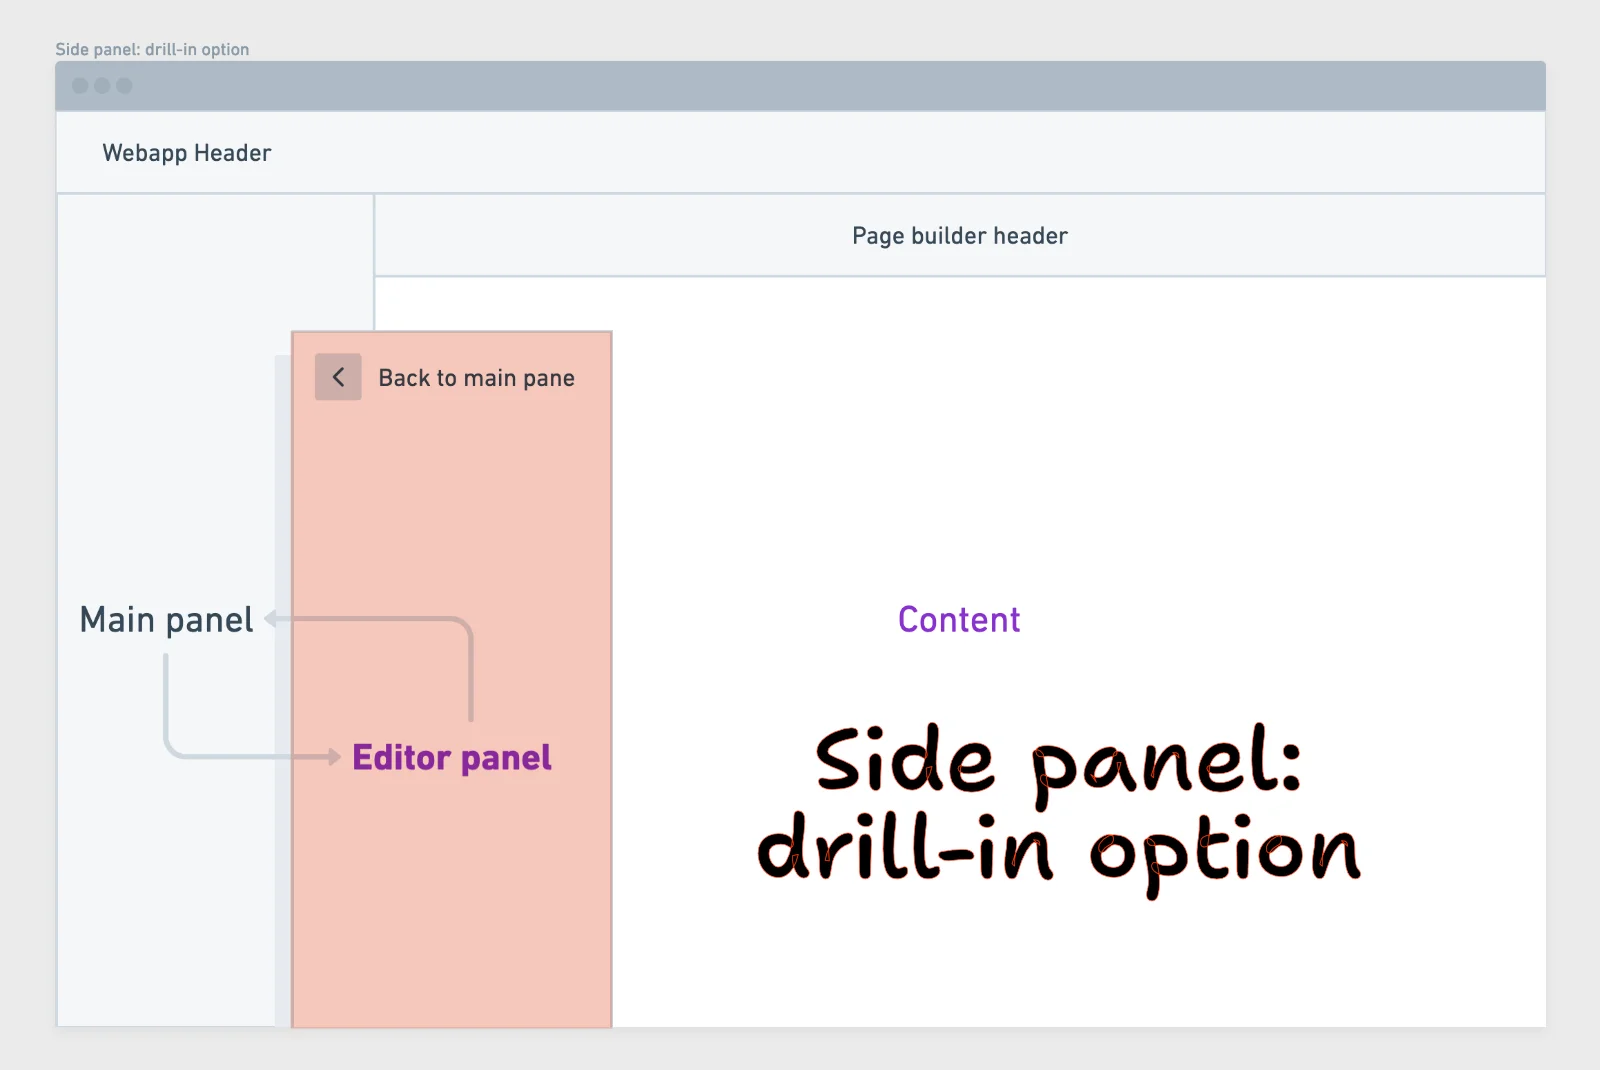 Side panel: drill-in option
Webapp Header
Page builder header
Back to main pane
Main panel
Content
Editor panel
Side panel:
drill-in option